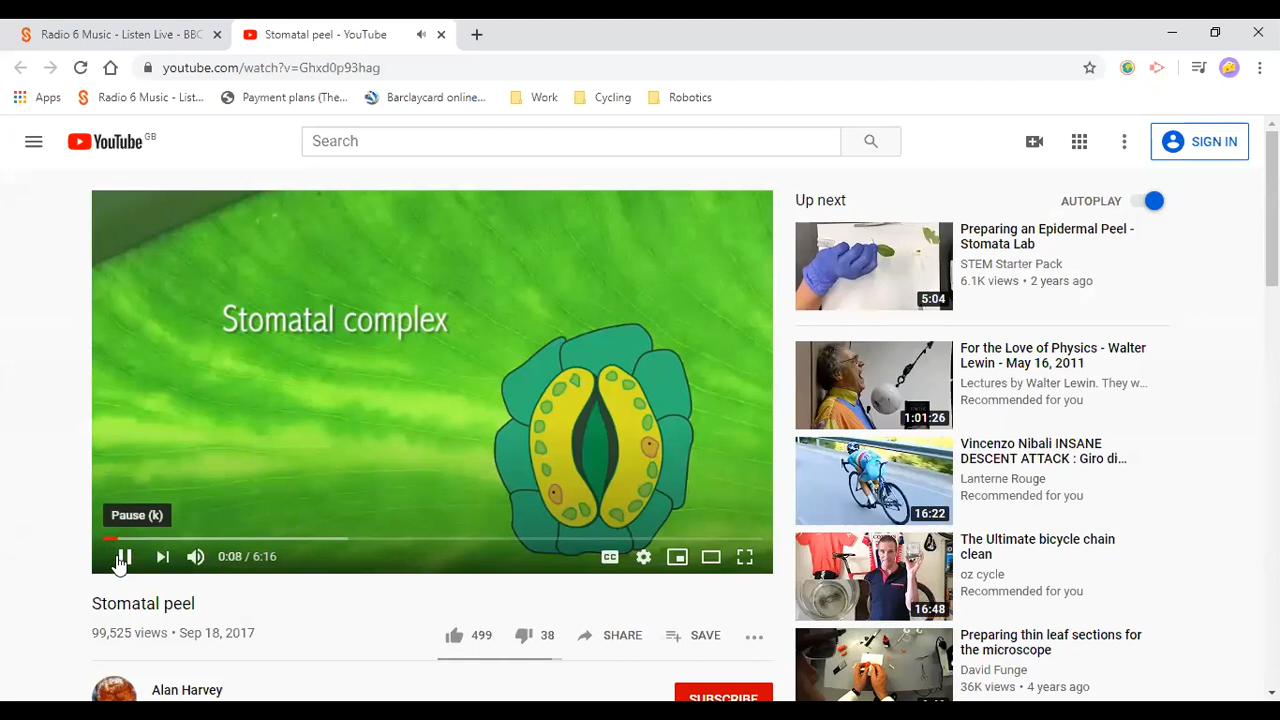 Radio 6 Music - Listen Live - BBC
Stomatal peel - YouTube
youtube.com/watch?v=Ghxd0p93hag
Apps
Radio 6 Music - List...
Payment plans (The...
Barclaycard online...
Work
Cycling
Robotics
YouTube GB
Search
SIGN IN
Stomatal complex
Pause (k)
0:08 / 6:16
CC
Stomatal peel
99,525 views • Sep 18, 2017
499
38
SHARE
SAVE
Alan Harvey
SUBSCRIBE
Up next
AUTOPLAY
Preparing an Epidermal Peel -
Stomata Lab
STEM Starter Pack
6.1K views • 2 years ago
5:04
For the Love of Physics - Walter
Lewin - May 16, 2011
Lectures by Walter Lewin. They w...
Recommended for you
1:01:26
Vincenzo Nibali INSANE
DESCENT ATTACK : Giro di...
Lanterne Rouge
Recommended for you
16:22
The Ultimate bicycle chain
clean
oz cycle
Recommended for you
16:48
Preparing thin leaf sections for
the microscope
David Funge
36K views • 4 years ago